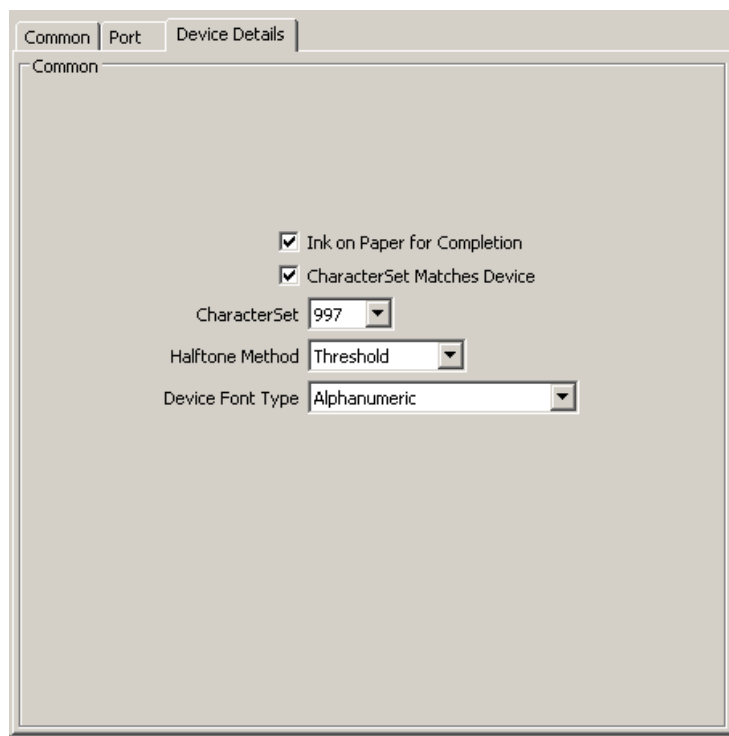 Common Port Device Details
Common
Ink on Paper for Completion
CharacterSet Matches Device
CharacterSet 997
Halftone Method Threshold
Device Font Type Alphanumeric